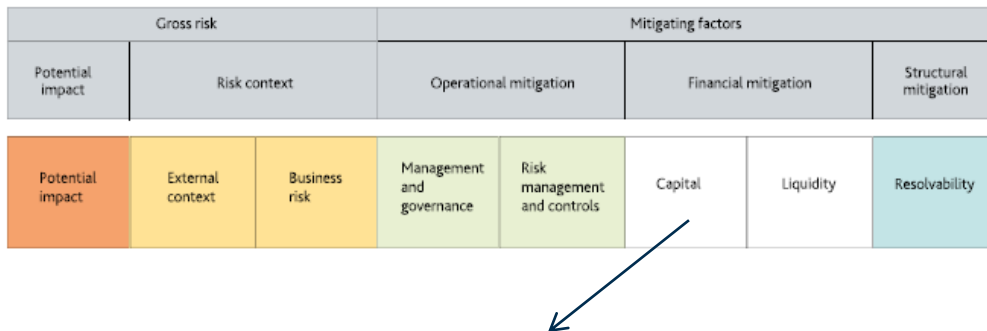 Gross risk
Mitigating factors
Potential
impact
Risk context
Operational mitigation
Financial mitigation
Structural
mitigation
Potential
impact
External
context
Business
risk
Management
and
governance
Risk
management
and controls
Capital
Liquidity
Resolvability